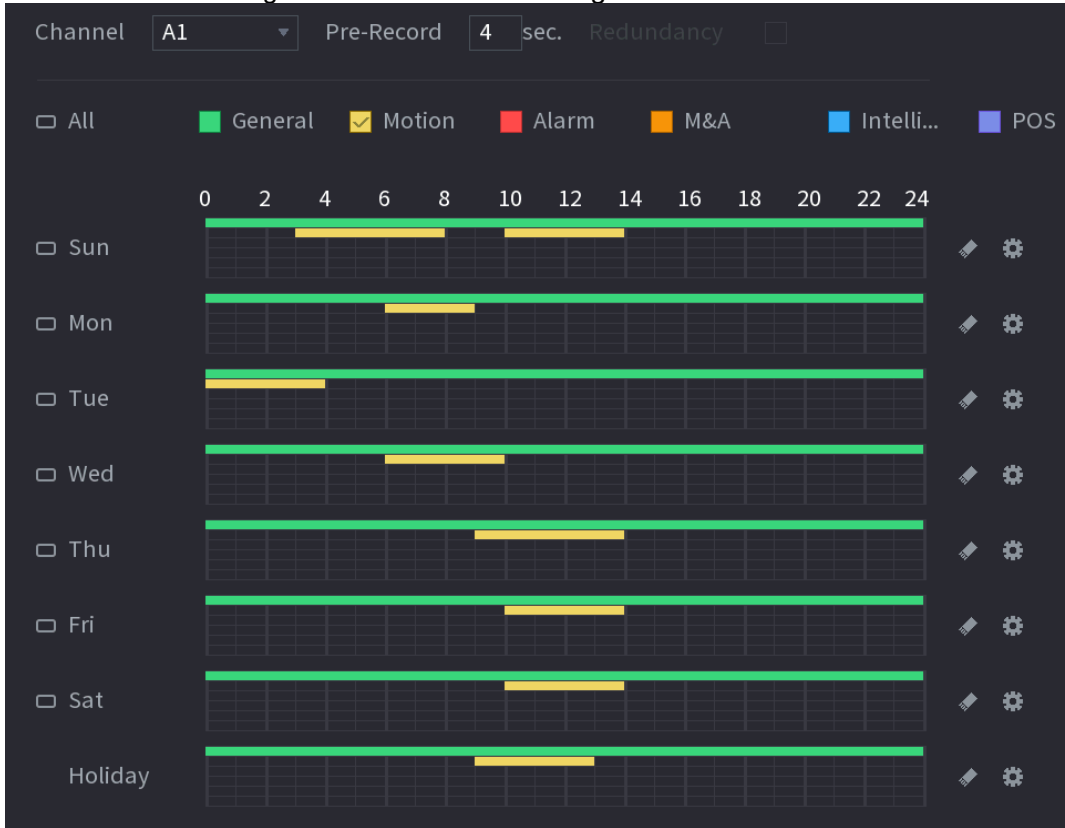 Channel A1 Pre-Record 4 sec. Redundancy
All General Motion Alarm M&A Intelli... POS
0 2 4 6 8 10 12 14 16 18 20 22 24
Sun
Mon
Tue
Wed
Thu
Fri
Sat
Holiday